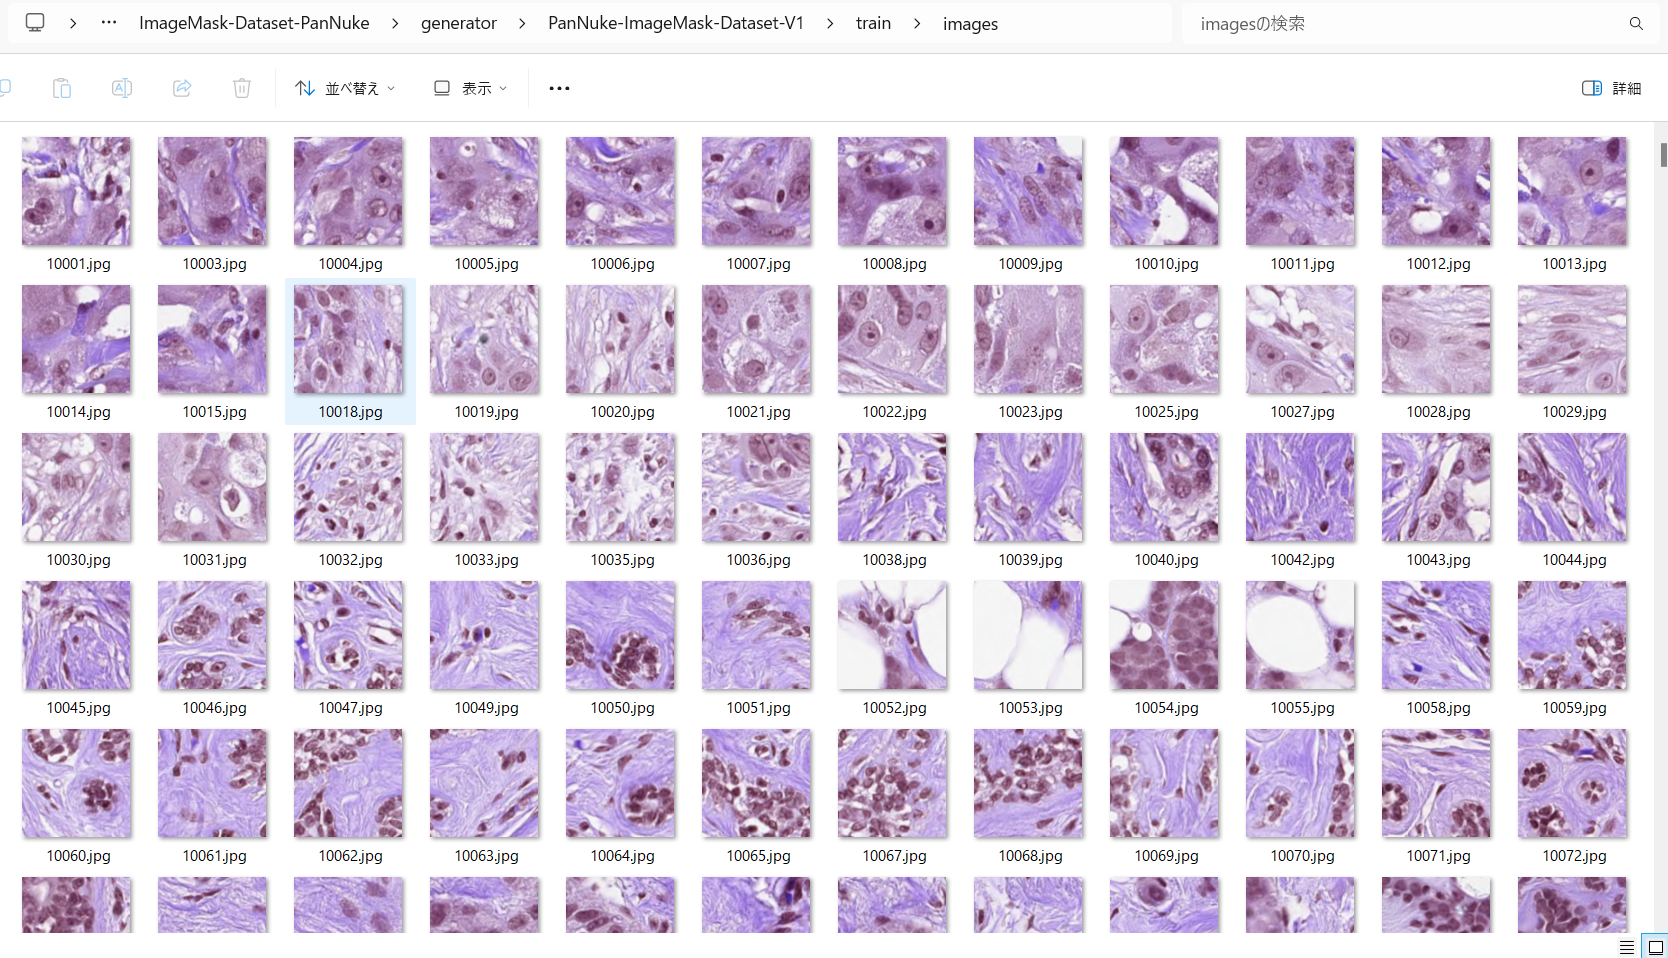 ImageMask-Dataset-PanNuke > generator > PanNuke-ImageMask-Dataset-V1 > train > images
imagesの検索
並べ替え 表示 詳細
10001.jpg 10003.jpg 10004.jpg 10005.jpg 10006.jpg 10007.jpg 10008.jpg 10009.jpg 10010.jpg 10011.jpg 10012.jpg 10013.jpg
10014.jpg 10015.jpg 10018.jpg 10019.jpg 10020.jpg 10021.jpg 10022.jpg 10023.jpg 10025.jpg 10027.jpg 10028.jpg 10029.jpg
10030.jpg 10031.jpg 10032.jpg 10033.jpg 10035.jpg 10036.jpg 10038.jpg 10039.jpg 10040.jpg 10042.jpg 10043.jpg 10044.jpg
10045.jpg 10046.jpg 10047.jpg 10049.jpg 10050.jpg 10051.jpg 10052.jpg 10053.jpg 10054.jpg 10055.jpg 10058.jpg 10059.jpg
10060.jpg 10061.jpg 10062.jpg 10063.jpg 10064.jpg 10065.jpg 10067.jpg 10068.jpg 10069.jpg 10070.jpg 10071.jpg 10072.jpg